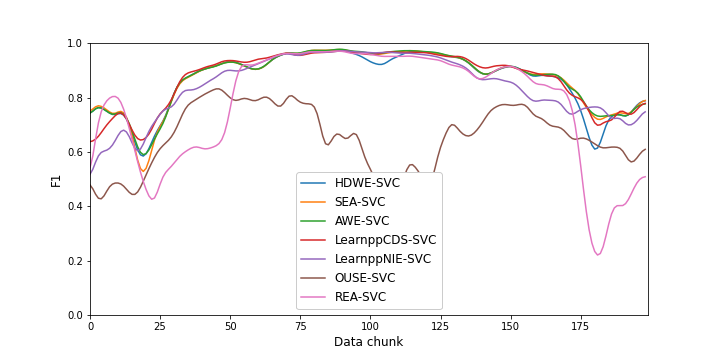 1.0
0.8
0.6
0.4
0.2
0.0
F1
HDWE-SVC
SEA-SVC
AWE-SVC
LearnppCDS-SVC
LearnppNIE-SVC
OUSE-SVC
REA-SVC
0 25 50 75 100 125 150 175
Data chunk